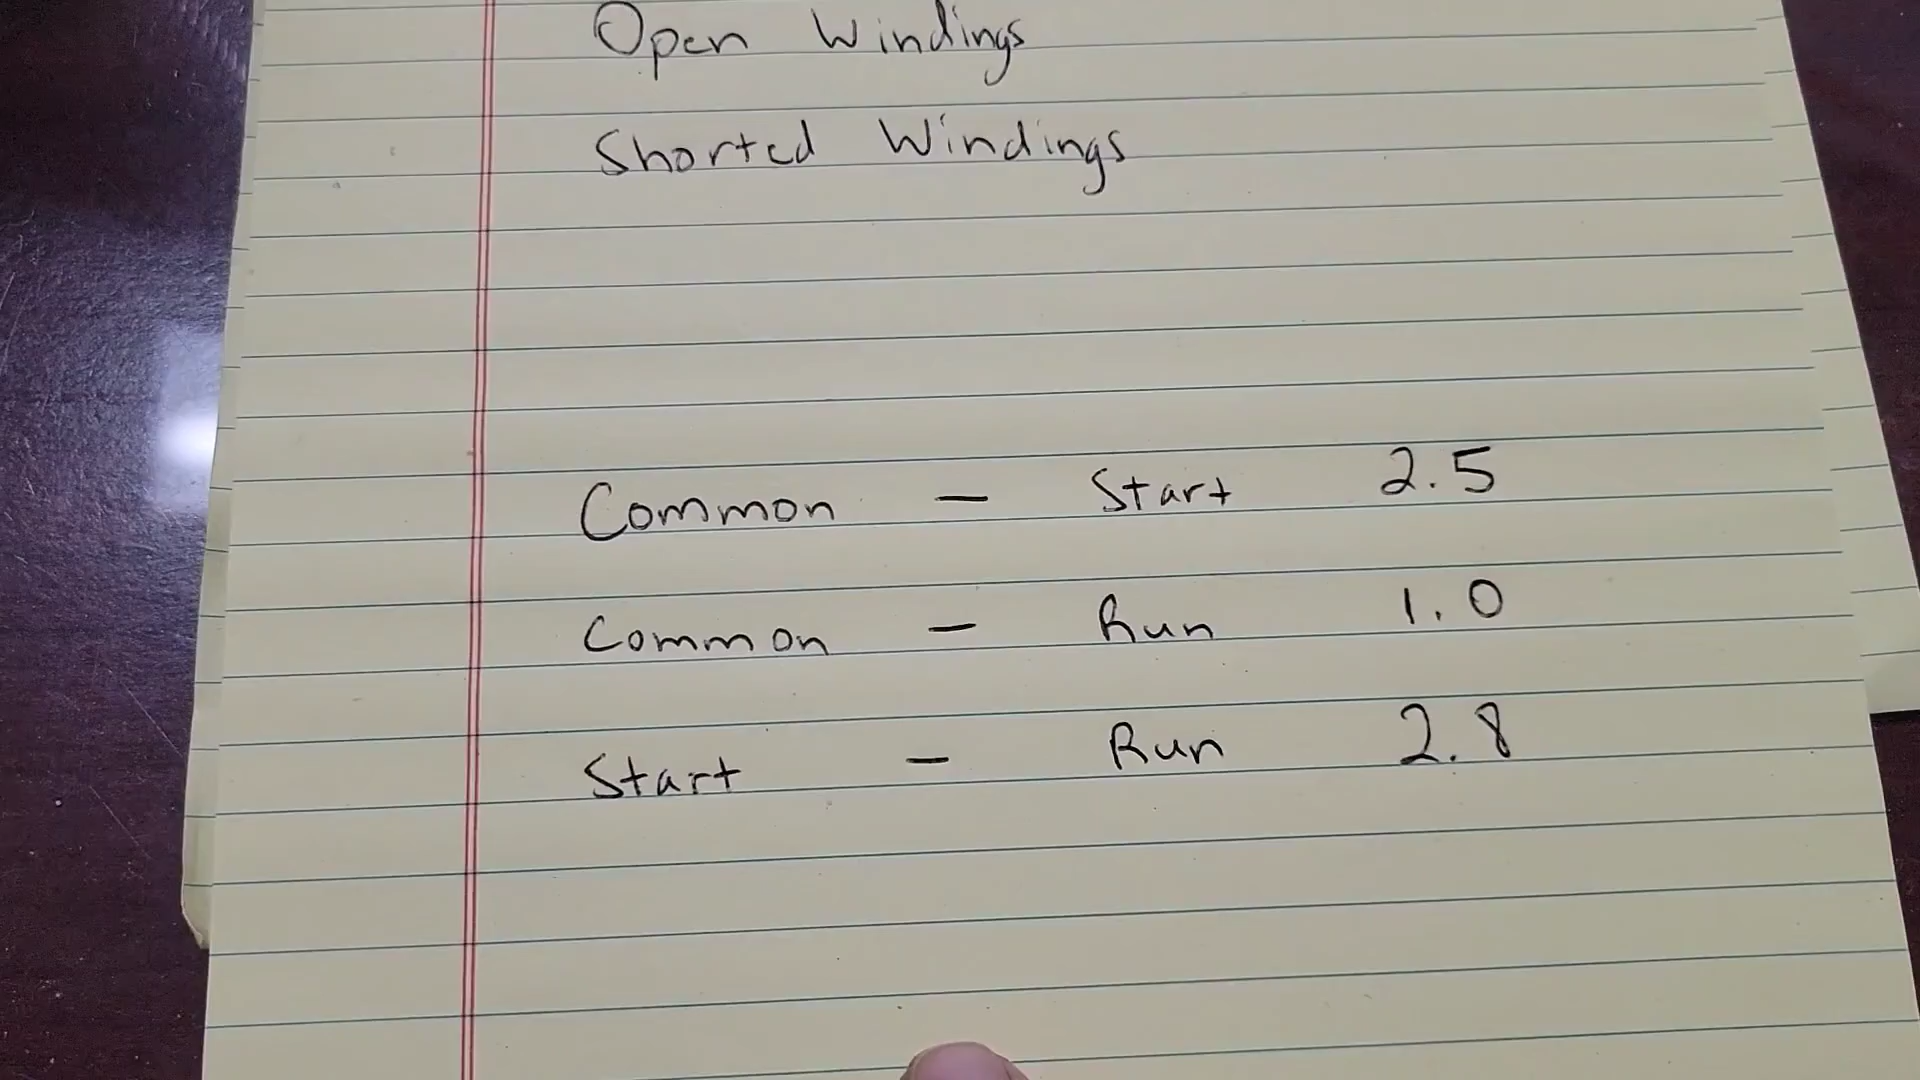 Open Windings
Shorted Windings
Common - Start 2.5
Common - Run 1.0
Start - Run 2.8